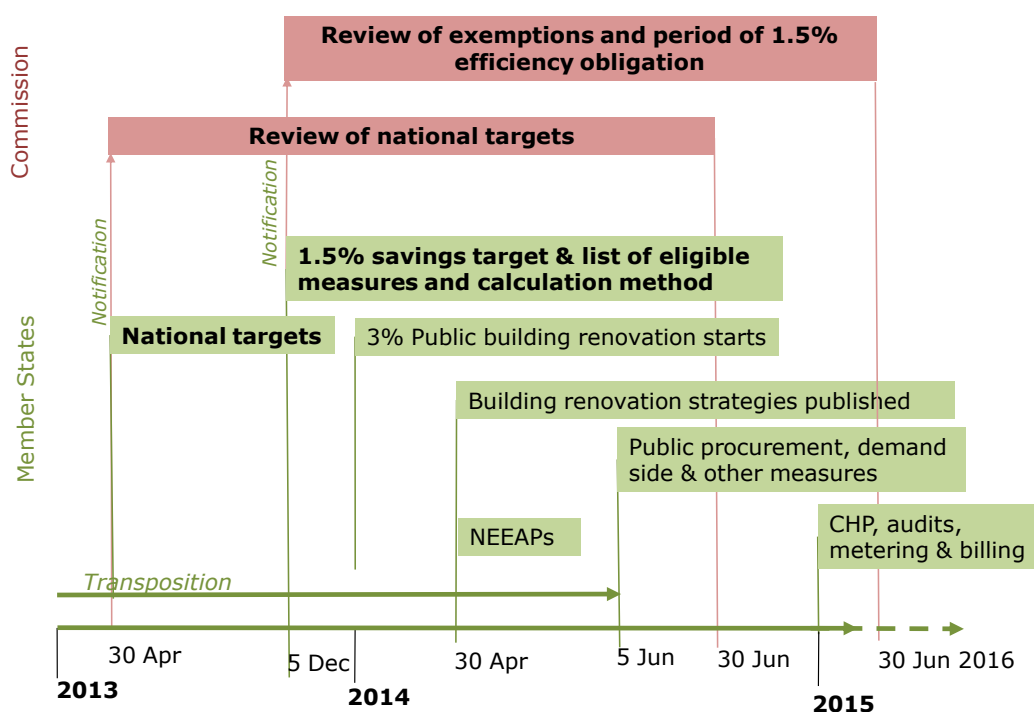 Commission
Review of exemptions and period of 1.5%
efficiency obligation
Review of national targets
Notification
Notification
Member States
1.5% savings target & list of eligible
measures and calculation method
National targets
3% Public building renovation starts
Building renovation strategies published
Public procurement, demand
side & other measures
NEEAPs
CHP, audits,
metering & billing
Transposition
30 Apr
5 Dec
30 Apr
5 Jun
30 Jun
30 Jun 2016
2013
2014
2015